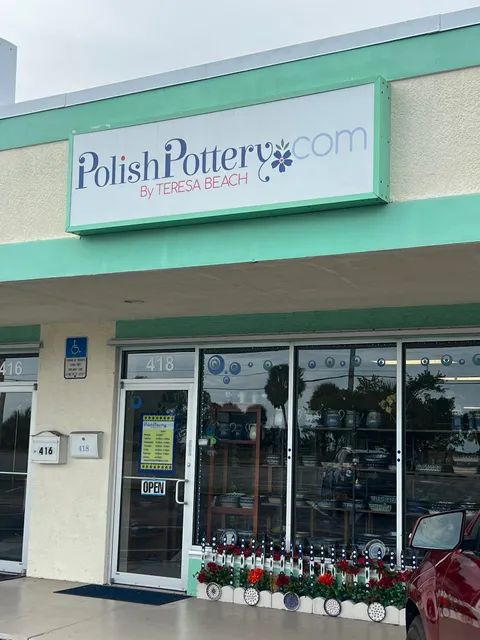 PolishPottery.com
By TERESA BEACH
416
418
416
418
OPEN